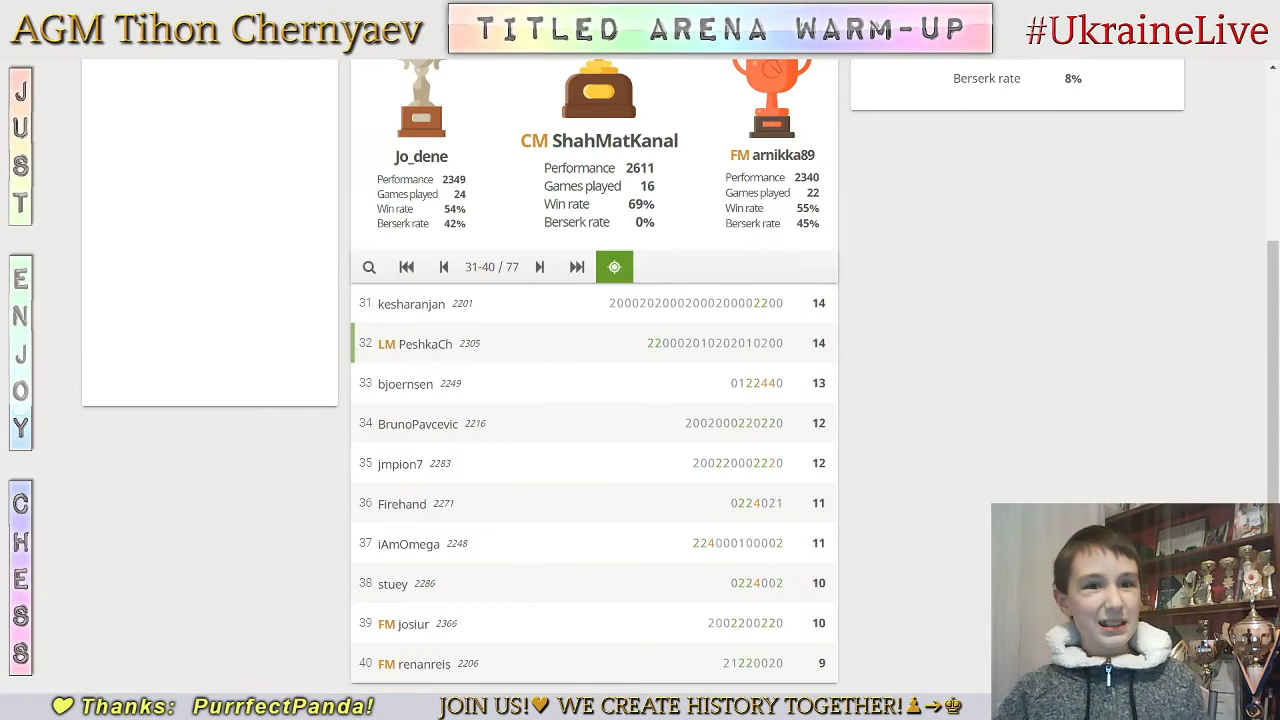 AGM Tihon Chernyaev
TITLED ARENA WARM-UP
#UkraineLive
JUST
ENJOY
CHESS
Berserk rate 8%
Jo_dene
Performance 2349
Games played 24
Win rate 54%
Berserk rate 42%
CM ShahMatKanal
Performance 2611
Games played 16
Win rate 69%
Berserk rate 0%
FM arnikka89
Performance 2340
Games played 22
Win rate 55%
Berserk rate 45%
31-40 / 77
31 kesharanjan 2201 20002020002000200002200 14
32 LM PeshkaCh 2305 220002010202010200 14
33 bjoernsen 2249 0122440 13
34 BrunoPavcevic 2216 2002000220220 12
35 jmpion7 2283 200220002220 12
36 Firehand 2271 0224021 11
37 iAmOmega 2248 224000100002 11
38 stuey 2286 0224002 10
39 FM josiur 2366 2002200220 10
40 FM renanreis 2206 21220020 9
Thanks: PurrfectPanda!
JOIN US!🧡 WE CREATE HISTORY TOGETHER!♟→♚